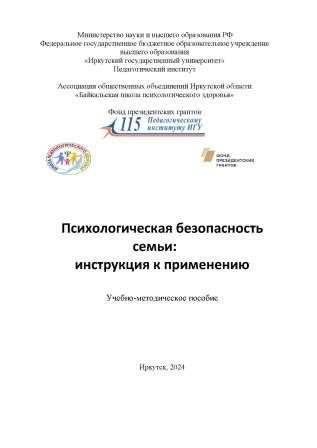 Министерство науки и высшего образования РФ
Федеральное государственное бюджетное образовательное учреждение
высшего образования
«Иркутский государственный университет»
Педагогический институт
Ассоциация общественных объединений Иркутской области
«Байкальская школа психологического здоровья»
Фонд президентских грантов
115 Педагогическому
институту ИГУ
ФОНД
ПРЕЗИДЕНТСКИХ
ГРАНТОВ
Психологическая безопасность
семьи:
инструкция к применению
Учебно-методическое пособие
Иркутск, 2024